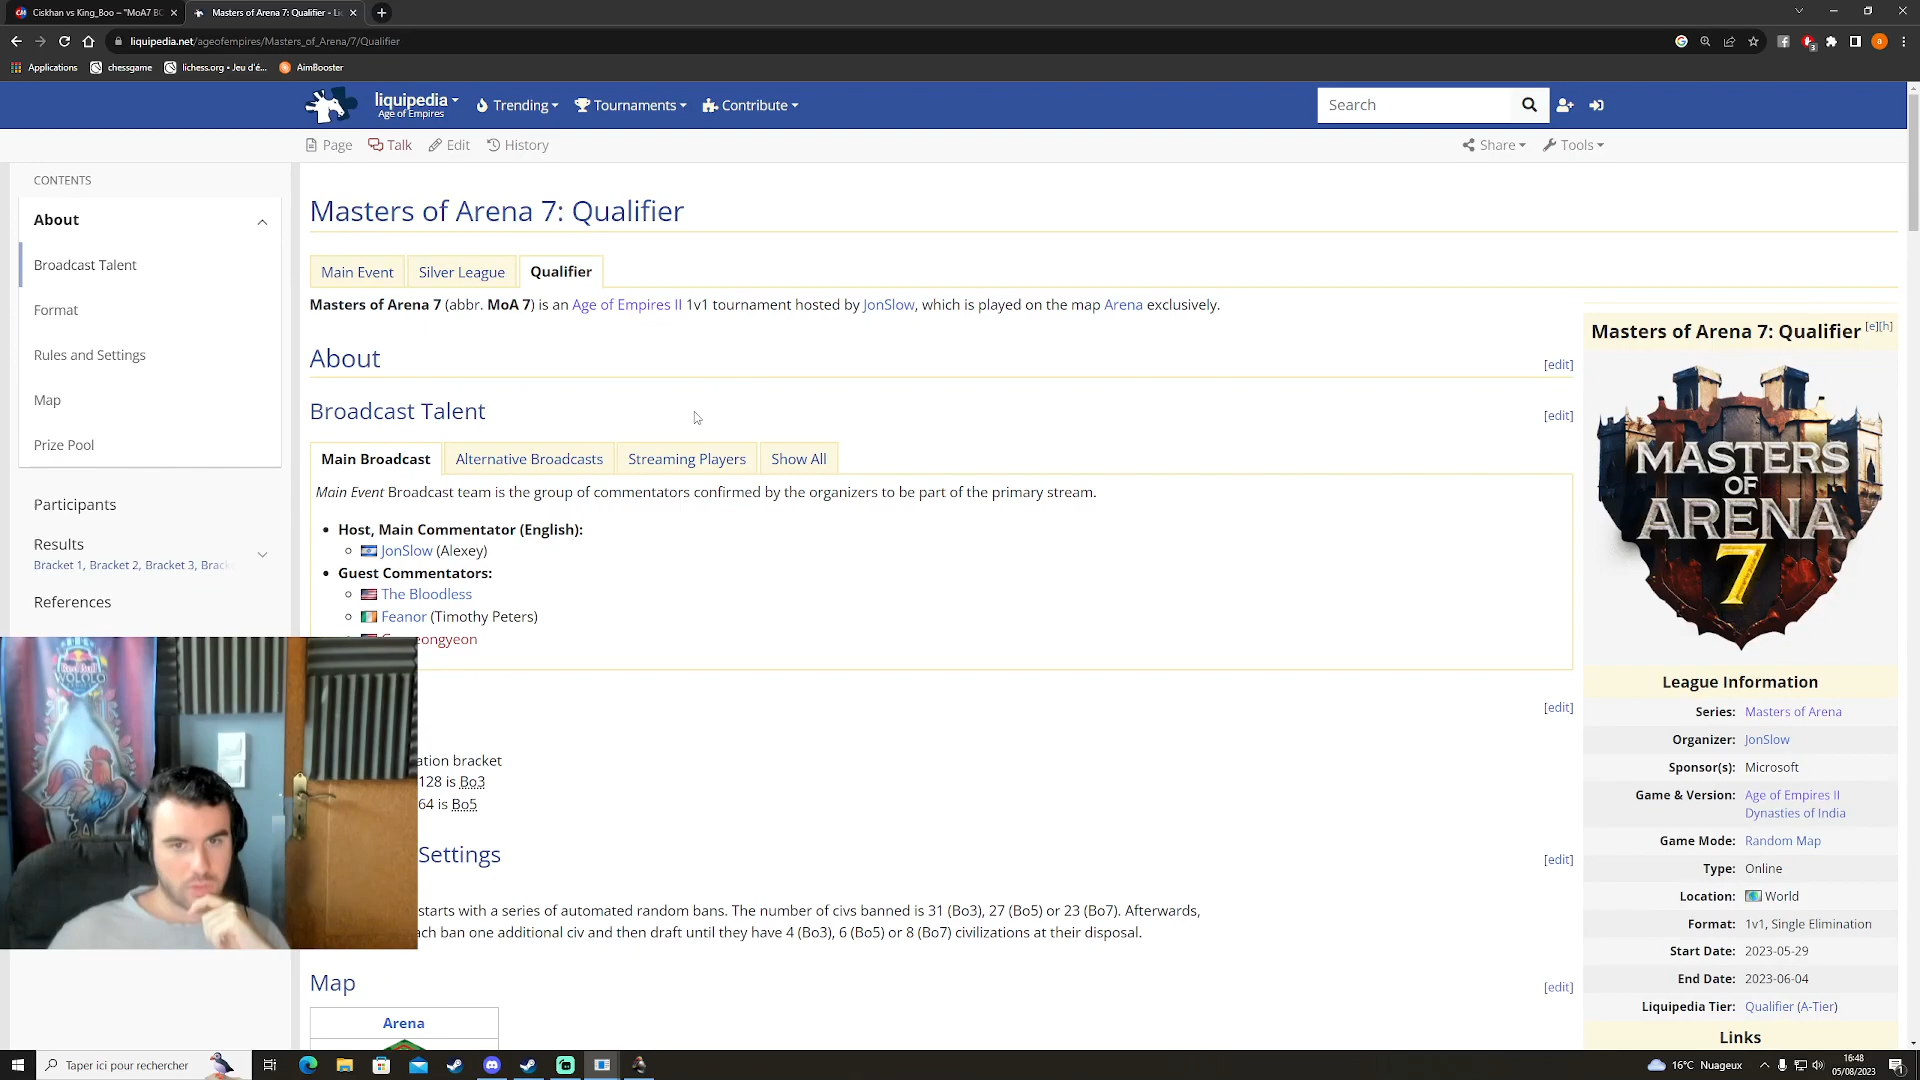 Ciskhan vs King_Boo – "MoA7 BO
Masters of Arena 7: Qualifier - Li
liquipedia.net/ageofempires/Masters_of_Arena/7/Qualifier
3
a
Applications
chessgame
lichess.org • Jeu d'é...
AimBooster
liquipedia
Age of Empires
Trending
Tournaments
Contribute
Search
Page
Talk
Edit
History
Share
Tools
CONTENTS
About
Broadcast Talent
Format
Rules and Settings
Map
Prize Pool
Participants
Results
Bracket 1, Bracket 2, Bracket 3, Brack
References
Masters of Arena 7: Qualifier
Main Event
Silver League
Qualifier
Masters of Arena 7 (abbr. MoA 7) is an Age of Empires II 1v1 tournament hosted by JonSlow, which is played on the map Arena exclusively.
About
[edit]
Broadcast Talent
[edit]
Main Broadcast
Alternative Broadcasts
Streaming Players
Show All
Main Event Broadcast team is the group of commentators confirmed by the organizers to be part of the primary stream.
• Host, Main Commentator (English):
JonSlow (Alexey)
• Guest Commentators:
The Bloodless
Feanor (Timothy Peters)
eongyeon
[edit]
ation bracket
128 is Bo3
64 is Bo5
Settings
[edit]
starts with a series of automated random bans. The number of civs banned is 31 (Bo3), 27 (Bo5) or 23 (Bo7). Afterwards,
ch ban one additional civ and then draft until they have 4 (Bo3), 6 (Bo5) or 8 (Bo7) civilizations at their disposal.
Map
[edit]
Arena
Masters of Arena 7: Qualifier [e][h]
MASTERS
OF
ARENA
7
League Information
Series: Masters of Arena
Organizer: JonSlow
Sponsor(s): Microsoft
Game & Version: Age of Empires II
Dynasties of India
Game Mode: Random Map
Type: Online
Location: World
Format: 1v1, Single Elimination
Start Date: 2023-05-29
End Date: 2023-06-04
Liquipedia Tier: Qualifier (A-Tier)
Links
Red Bull
WOLOLO
Taper ici pour rechercher
16°C Nuageux
16:48
05/08/2023
1